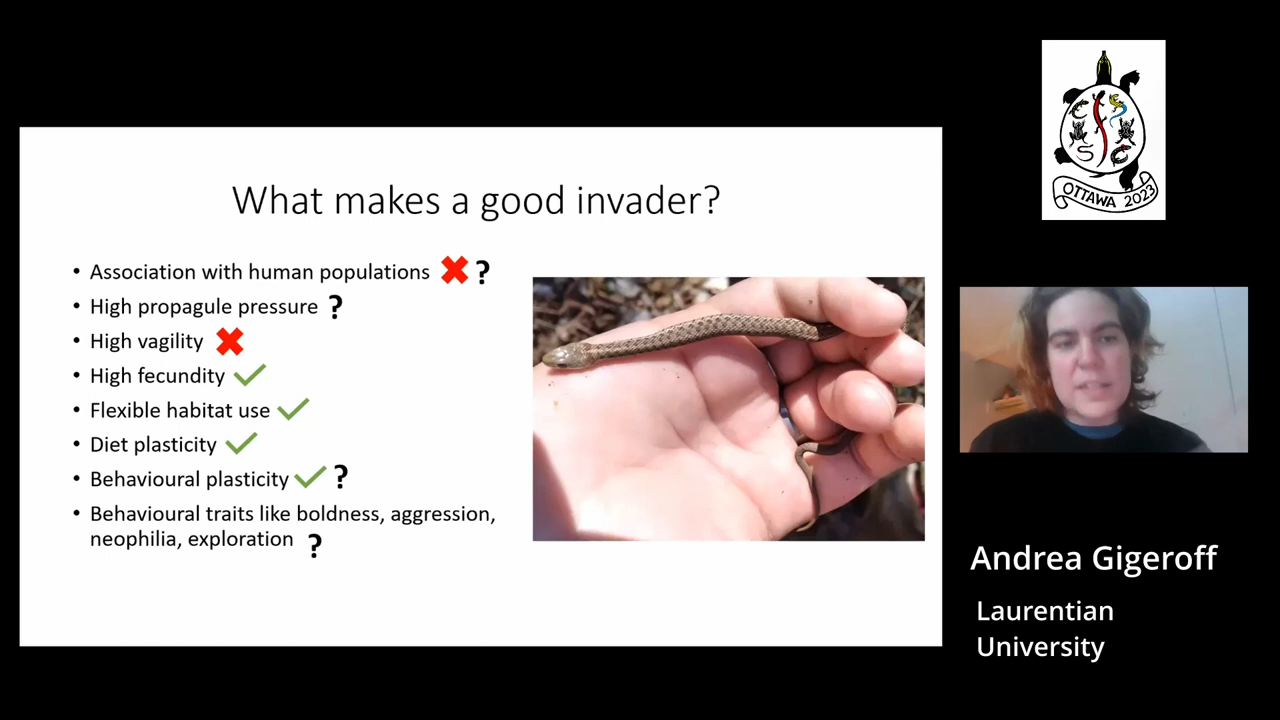 What makes a good invader?
• Association with human populations ✖ ?
• High propagule pressure ?
• High vagility ✖
• High fecundity ✓
• Flexible habitat use ✓
• Diet plasticity ✓
• Behavioural plasticity ✓ ?
• Behavioural traits like boldness, aggression,
neophilia, exploration ?
OTTAWA 2023
Andrea Gigeroff
Laurentian
University